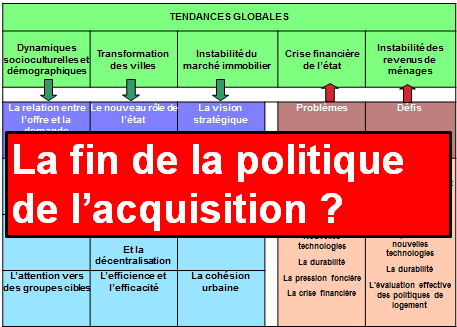 TENDANCES GLOBALES
Dynamiques
socioculturelles et
démographiques
Transformation
des villes
Instabilité du
marché immobilier
Crise financière
de l'état
Instabilité des
revenus de
ménages
La relation entre
l'offre et la
demande
Le nouveau rôle de
l'état
La vision
stratégique
Problèmes
Défis
La fin de la politique
de l'acquisition ?
Et la
décentralisation
technologies
La durabilité
La pression foncière
La crise financière
nouvelles
technologies
La durabilité
L'évaluation effective
des politiques de
logement
L'attention vers
des groupes cibles
L'efficience et
l'efficacité
La cohésion
urbaine